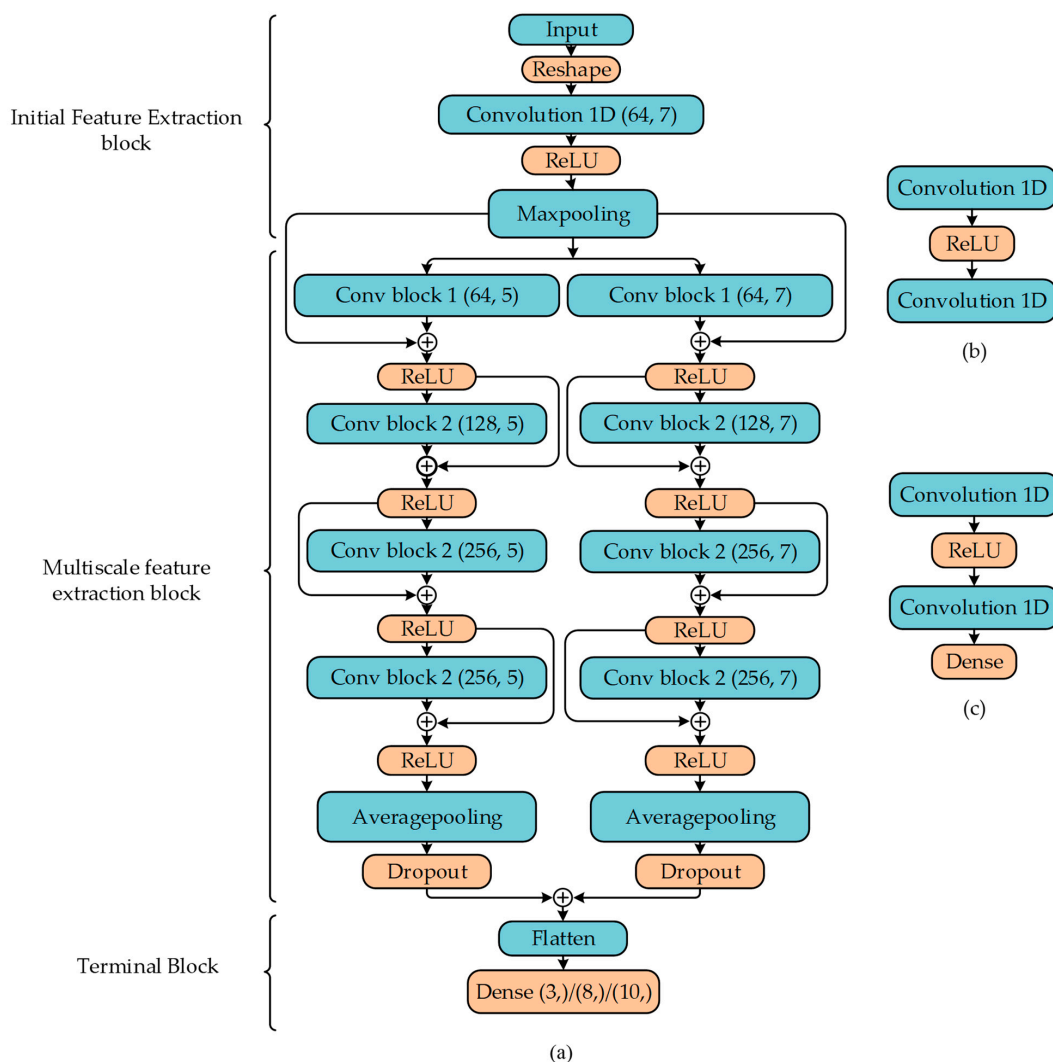 Input
Reshape
Initial Feature Extraction
block
Convolution 1D (64, 7)
ReLU
Maxpooling
Conv block 1 (64, 5)
Conv block 1 (64, 7)
ReLU
ReLU
Conv block 2 (128, 5)
Conv block 2 (128, 7)
ReLU
ReLU
Multiscale feature
extraction block
Conv block 2 (256, 5)
Conv block 2 (256, 7)
ReLU
ReLU
Conv block 2 (256, 5)
Conv block 2 (256, 7)
ReLU
ReLU
Averagepooling
Averagepooling
Dropout
Dropout
Terminal Block
Flatten
Dense (3,)/(8,)/(10,)
(a)
Convolution 1D
ReLU
Convolution 1D
(b)
Convolution 1D
ReLU
Convolution 1D
Dense
(c)